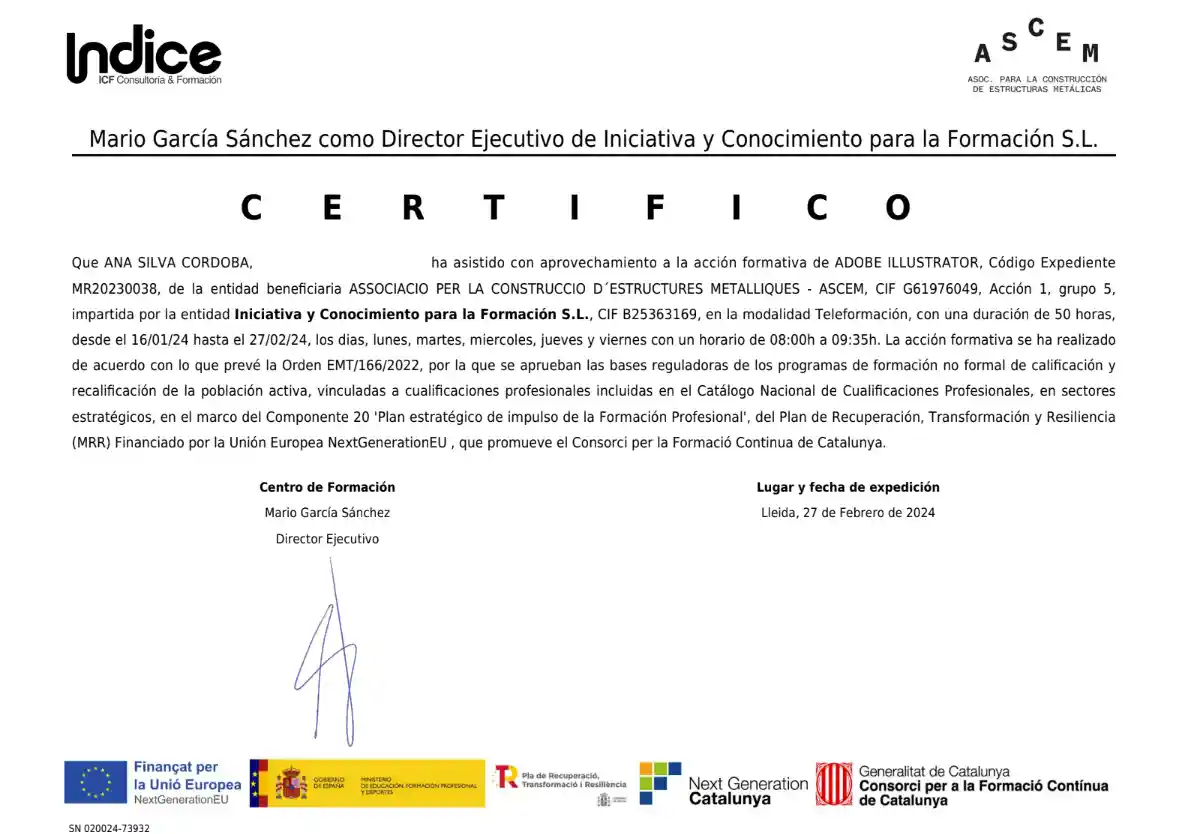 Indice
ICF Consultoría & Formación
ASCEM
ASOC. PARA LA CONSTRUCCIÓN
DE ESTRUCTURAS METÁLICAS
Mario García Sánchez como Director Ejecutivo de Iniciativa y Conocimiento para la Formación S.L.
CERTIFICO
Que ANA SILVA CORDOBA, ha asistido con aprovechamiento a la acción formativa de ADOBE ILLUSTRATOR, Código Expediente
MR20230038, de la entidad beneficiaria ASSOCIACIO PER LA CONSTRUCCIO D´ESTRUCTURES METALLIQUES - ASCEM, CIF G61976049, Acción 1, grupo 5,
impartida por la entidad Iniciativa y Conocimiento para la Formación S.L., CIF B25363169, en la modalidad Teleformación, con una duración de 50 horas,
desde el 16/01/24 hasta el 27/02/24, los dias, lunes, martes, miercoles, jueves y viernes con un horario de 08:00h a 09:35h. La acción formativa se ha realizado
de acuerdo con lo que prevé la Orden EMT/166/2022, por la que se aprueban las bases reguladoras de los programas de formación no formal de calificación y
recalificación de la población activa, vinculadas a cualificaciones profesionales incluidas en el Catálogo Nacional de Cualificaciones Profesionales, en sectores
estratégicos, en el marco del Componente 20 'Plan estratégico de impulso de la Formación Profesional', del Plan de Recuperación, Transformación y Resiliencia
(MRR) Financiado por la Unión Europea NextGenerationEU , que promueve el Consorci per la Formació Continua de Catalunya.
Centro de Formación
Mario García Sánchez
Director Ejecutivo
Lugar y fecha de expedición
Lleida, 27 de Febrero de 2024
Finançat per
la Unió Europea
NextGenerationEU
GOBIERNO
DE ESPAÑA
MINISTERIO
DE EDUCACIÓN, FORMACIÓN PROFESIONAL
Y DEPORTES
Pla de Recuperació,
Transformació i Resiliència
Next Generation
Catalunya
Generalitat de Catalunya
Consorci per a la Formació Contínua
de Catalunya
SN 020024-73932